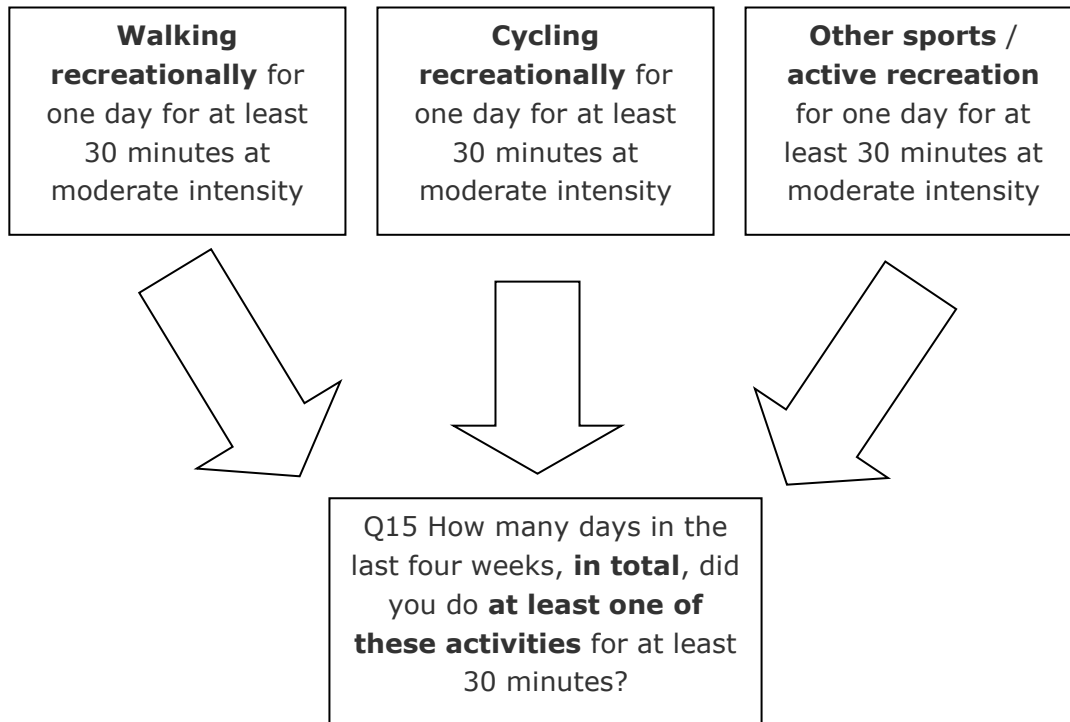 Walking
recreationally for
one day for at least
30 minutes at
moderate intensity
Cycling
recreationally for
one day for at least
30 minutes at
moderate intensity
Other sports /
active recreation
for one day for at
least 30 minutes at
moderate intensity
Q15 How many days in the
last four weeks, in total, did
you do at least one of
these activities for at least
30 minutes?